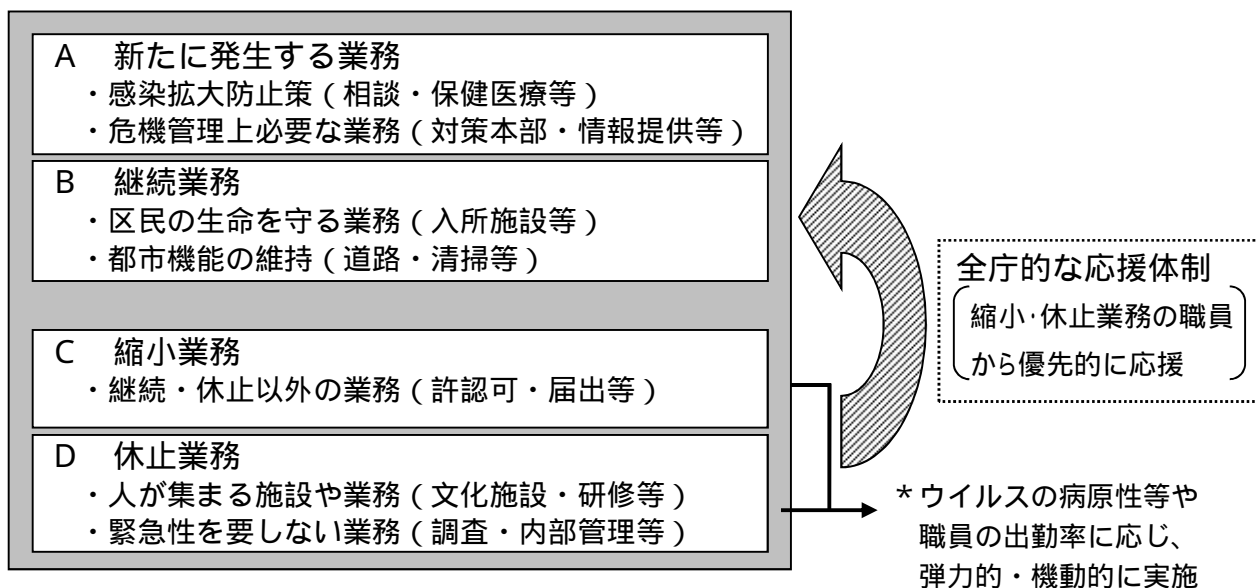 A 新たに発生する業務
・感染拡大防止策（相談・保健医療等）
・危機管理上必要な業務（対策本部・情報提供等）
B 継続業務
・区民の生命を守る業務（入所施設等）
・都市機能の維持（道路・清掃等）
C 縮小業務
・継続・休止以外の業務（許認可・届出等）
D 休止業務
・人が集まる施設や業務（文化施設・研修等）
・緊急性を要しない業務（調査・内部管理等）
全庁的な応援体制
縮小・休止業務の職員
から優先的に応援
＊ウイルスの病原性等や
職員の出勤率に応じ、
弾力的・機動的に実施